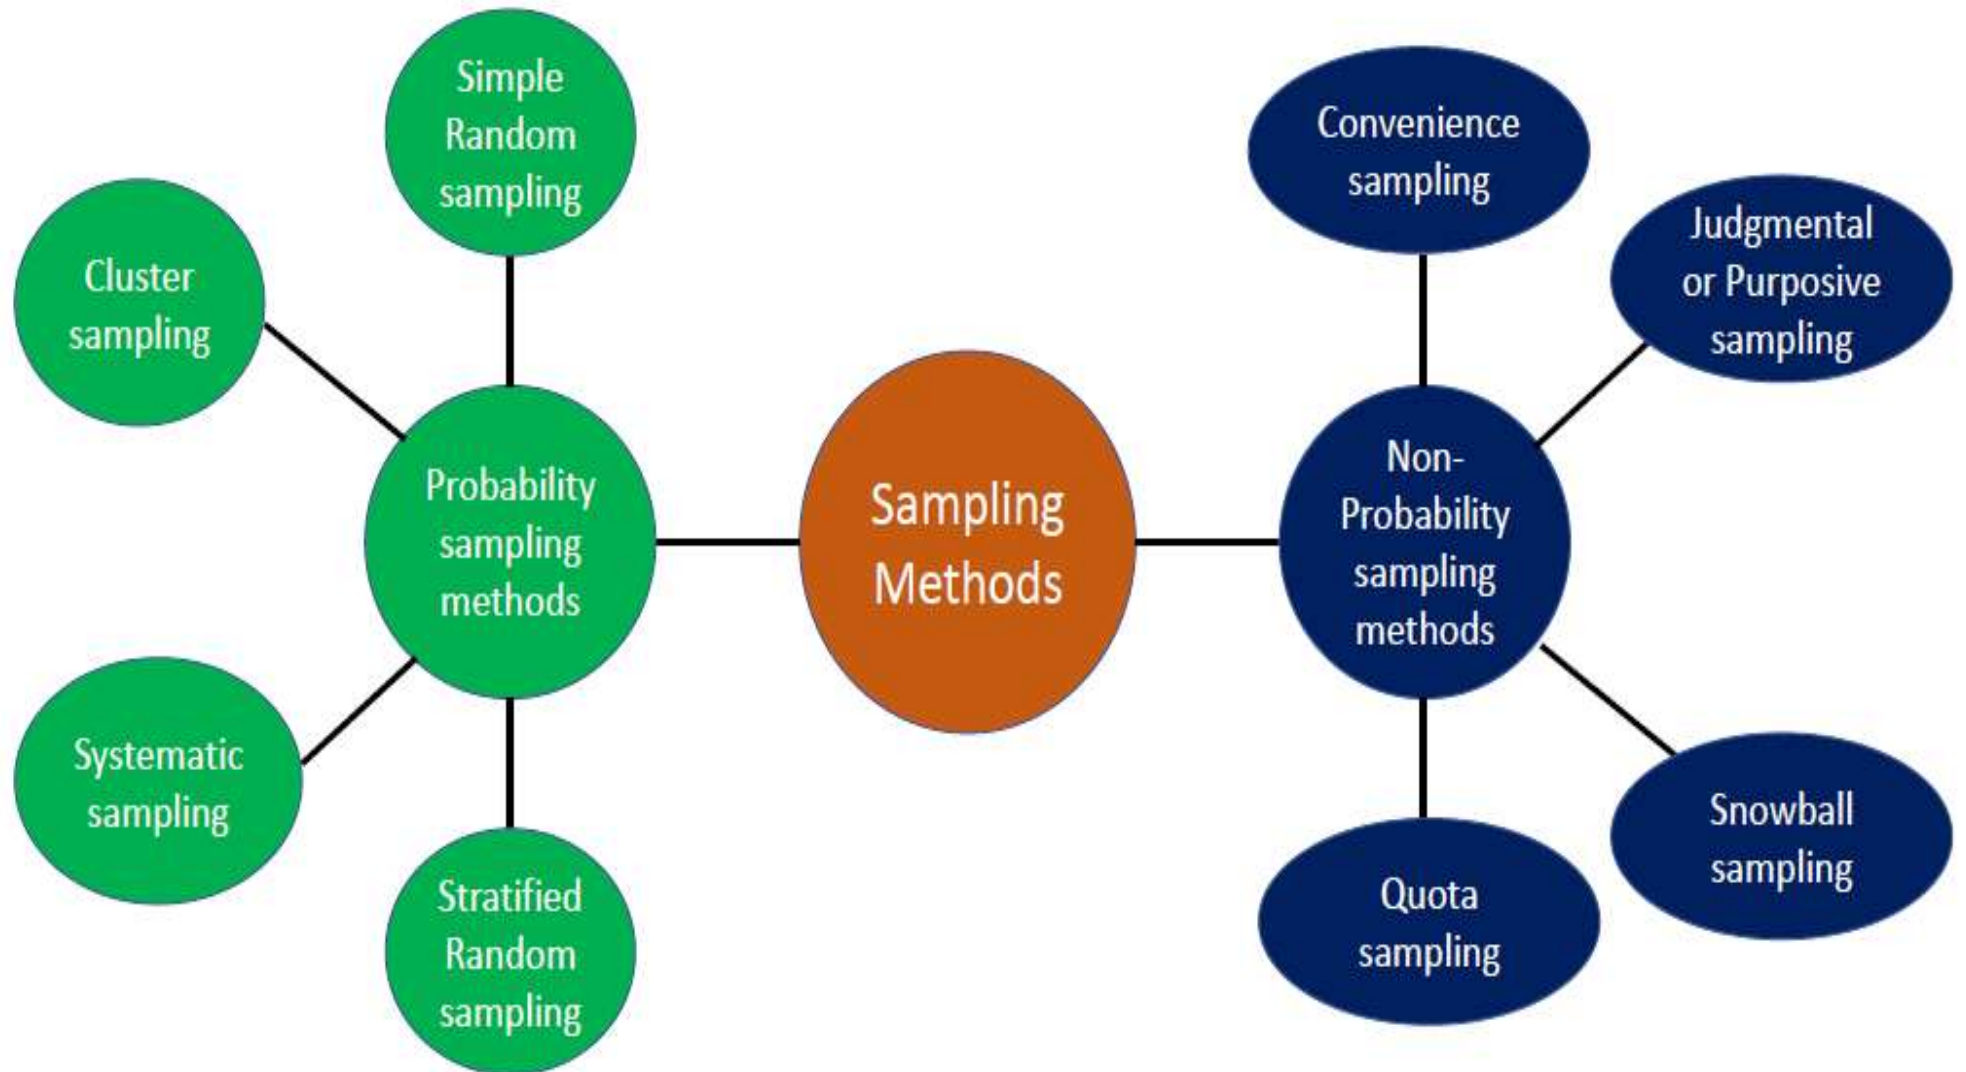 Simple
Random
sampling
Cluster
sampling
Probability
sampling
methods
Systematic
sampling
Stratified
Random
sampling
Sampling
Methods
Convenience
sampling
Judgmental
or Purposive
sampling
Non-
Probability
sampling
methods
Snowball
sampling
Quota
sampling